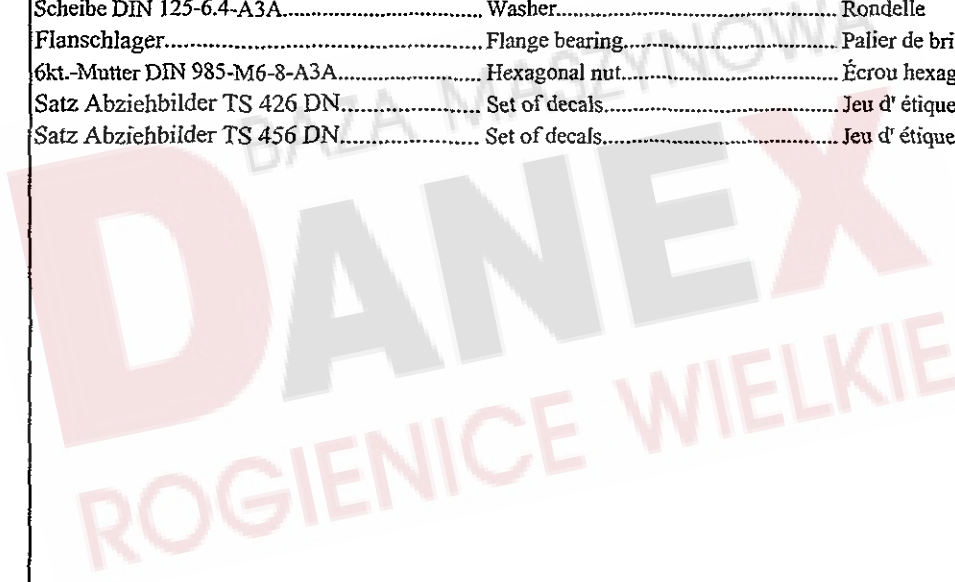 Scheibe DIN 125-6.4-A3A.................................................. Washer...................................................................... Rondelle
Flanschlager................................................................................ Flange bearing..................................................... Palier de bri
6kt.-Mutter DIN 985-M6-8-A3A.................................... Hexagonal nut...................................................... Écrou hexag
Satz Abziehbilder TS 426 DN................................... Set of decals........................................................... Jeu d' étique
Satz Abziehbilder TS 456 DN................................... Set of decals........................................................... Jeu d' étique
BAZA MASZYNOWA
DANEX
ROGIENICE WIELKIE